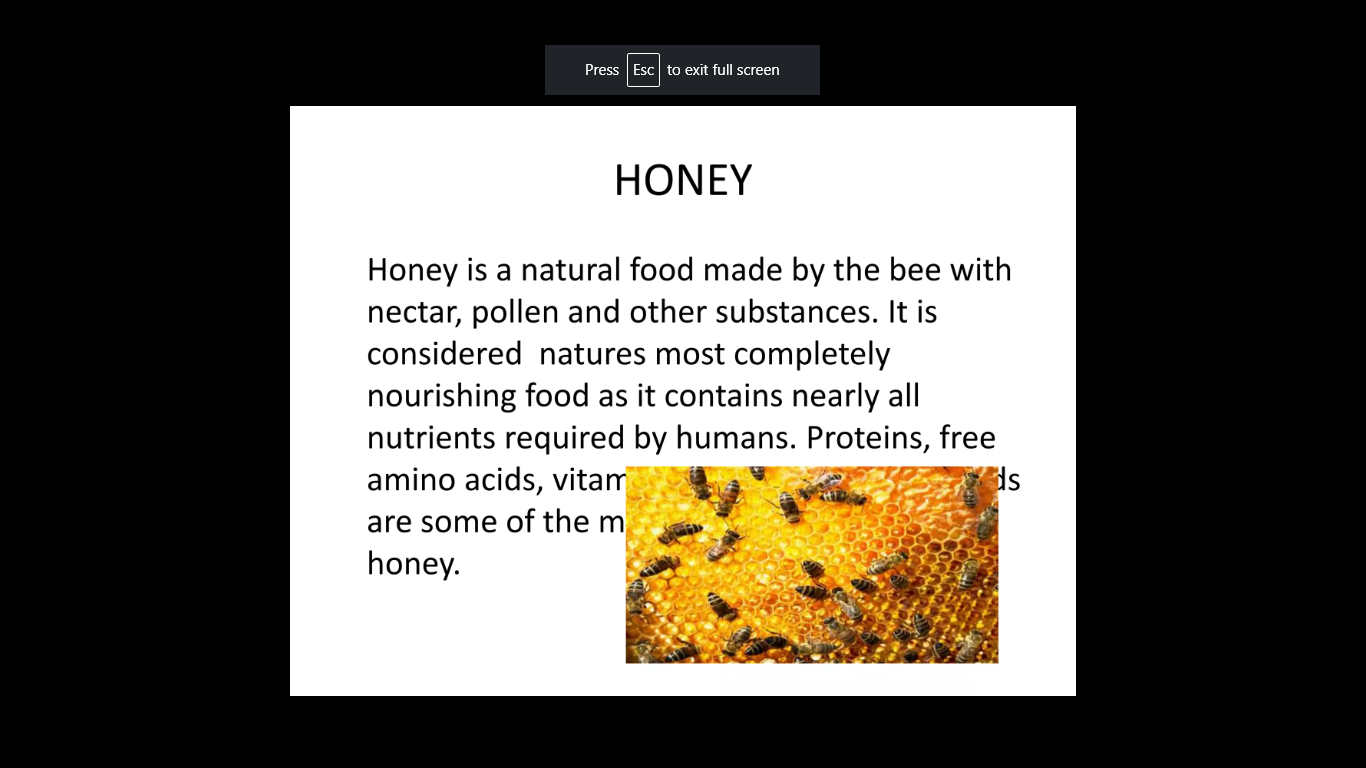 Press Esc to exit full screen
HONEY
Honey is a natural food made by the bee with
nectar, pollen and other substances. It is
considered  natures most completely
nourishing food as it contains nearly all
nutrients required by humans. Proteins, free
amino acids,
are some of the
honey.